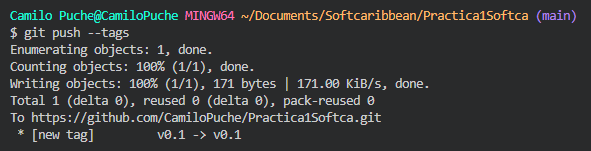 Camilo Puche@CamiloPuche MINGW64 ~/Documents/Softcaribbean/Practica1Softca (main)
$ git push --tags
Enumerating objects: 1, done.
Counting objects: 100% (1/1), done.
Writing objects: 100% (1/1), 171 bytes | 171.00 KiB/s, done.
Total 1 (delta 0), reused 0 (delta 0), pack-reused 0
To https://github.com/CamiloPuche/Practica1Softca.git
 * [new tag]         v0.1 -> v0.1